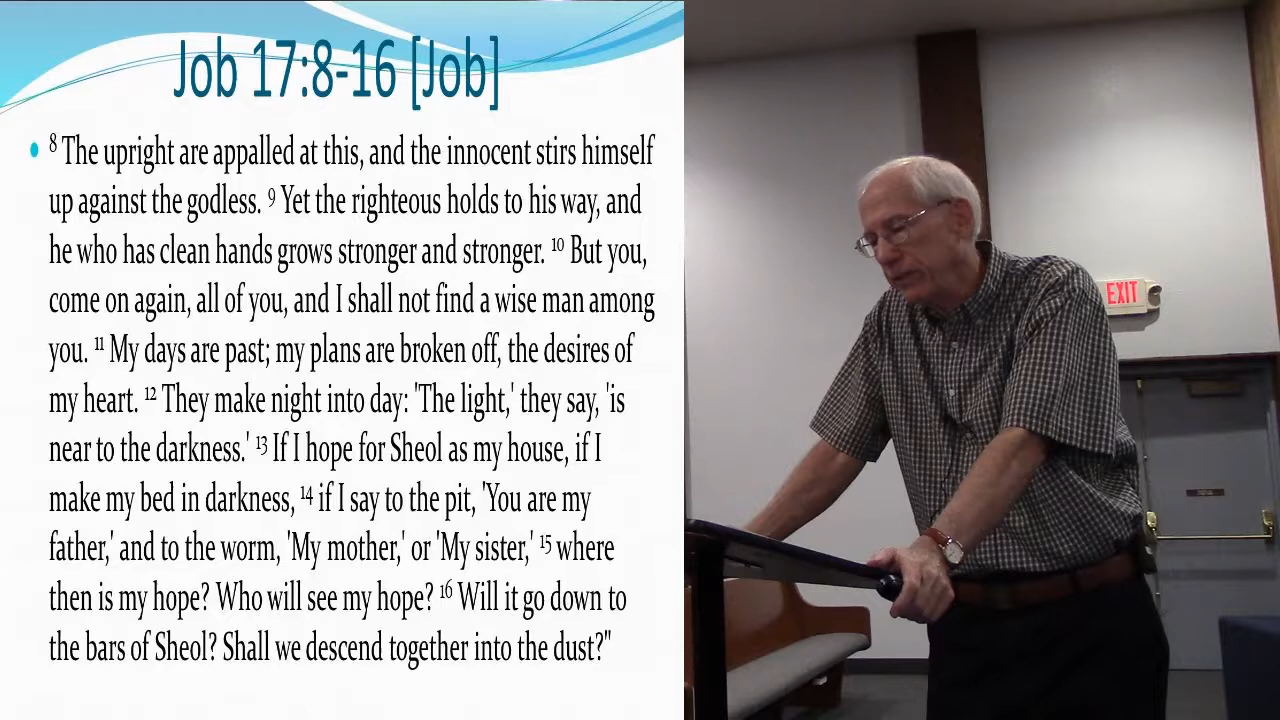 Job 17:8-16 [Job]
• ⁸ The upright are appalled at this, and the innocent stirs himself
up against the godless. ⁹ Yet the righteous holds to his way, and
he who has clean hands grows stronger and stronger. ¹⁰ But you,
come on again, all of you, and I shall not find a wise man among
you. ¹¹ My days are past; my plans are broken off, the desires of
my heart. ¹² They make night into day: 'The light,' they say, 'is
near to the darkness.' ¹³ If I hope for Sheol as my house, if I
make my bed in darkness, ¹⁴ if I say to the pit, 'You are my
father,' and to the worm, 'My mother,' or 'My sister,' ¹⁵ where
then is my hope? Who will see my hope? ¹⁶ Will it go down to
the bars of Sheol? Shall we descend together into the dust?"
EXIT